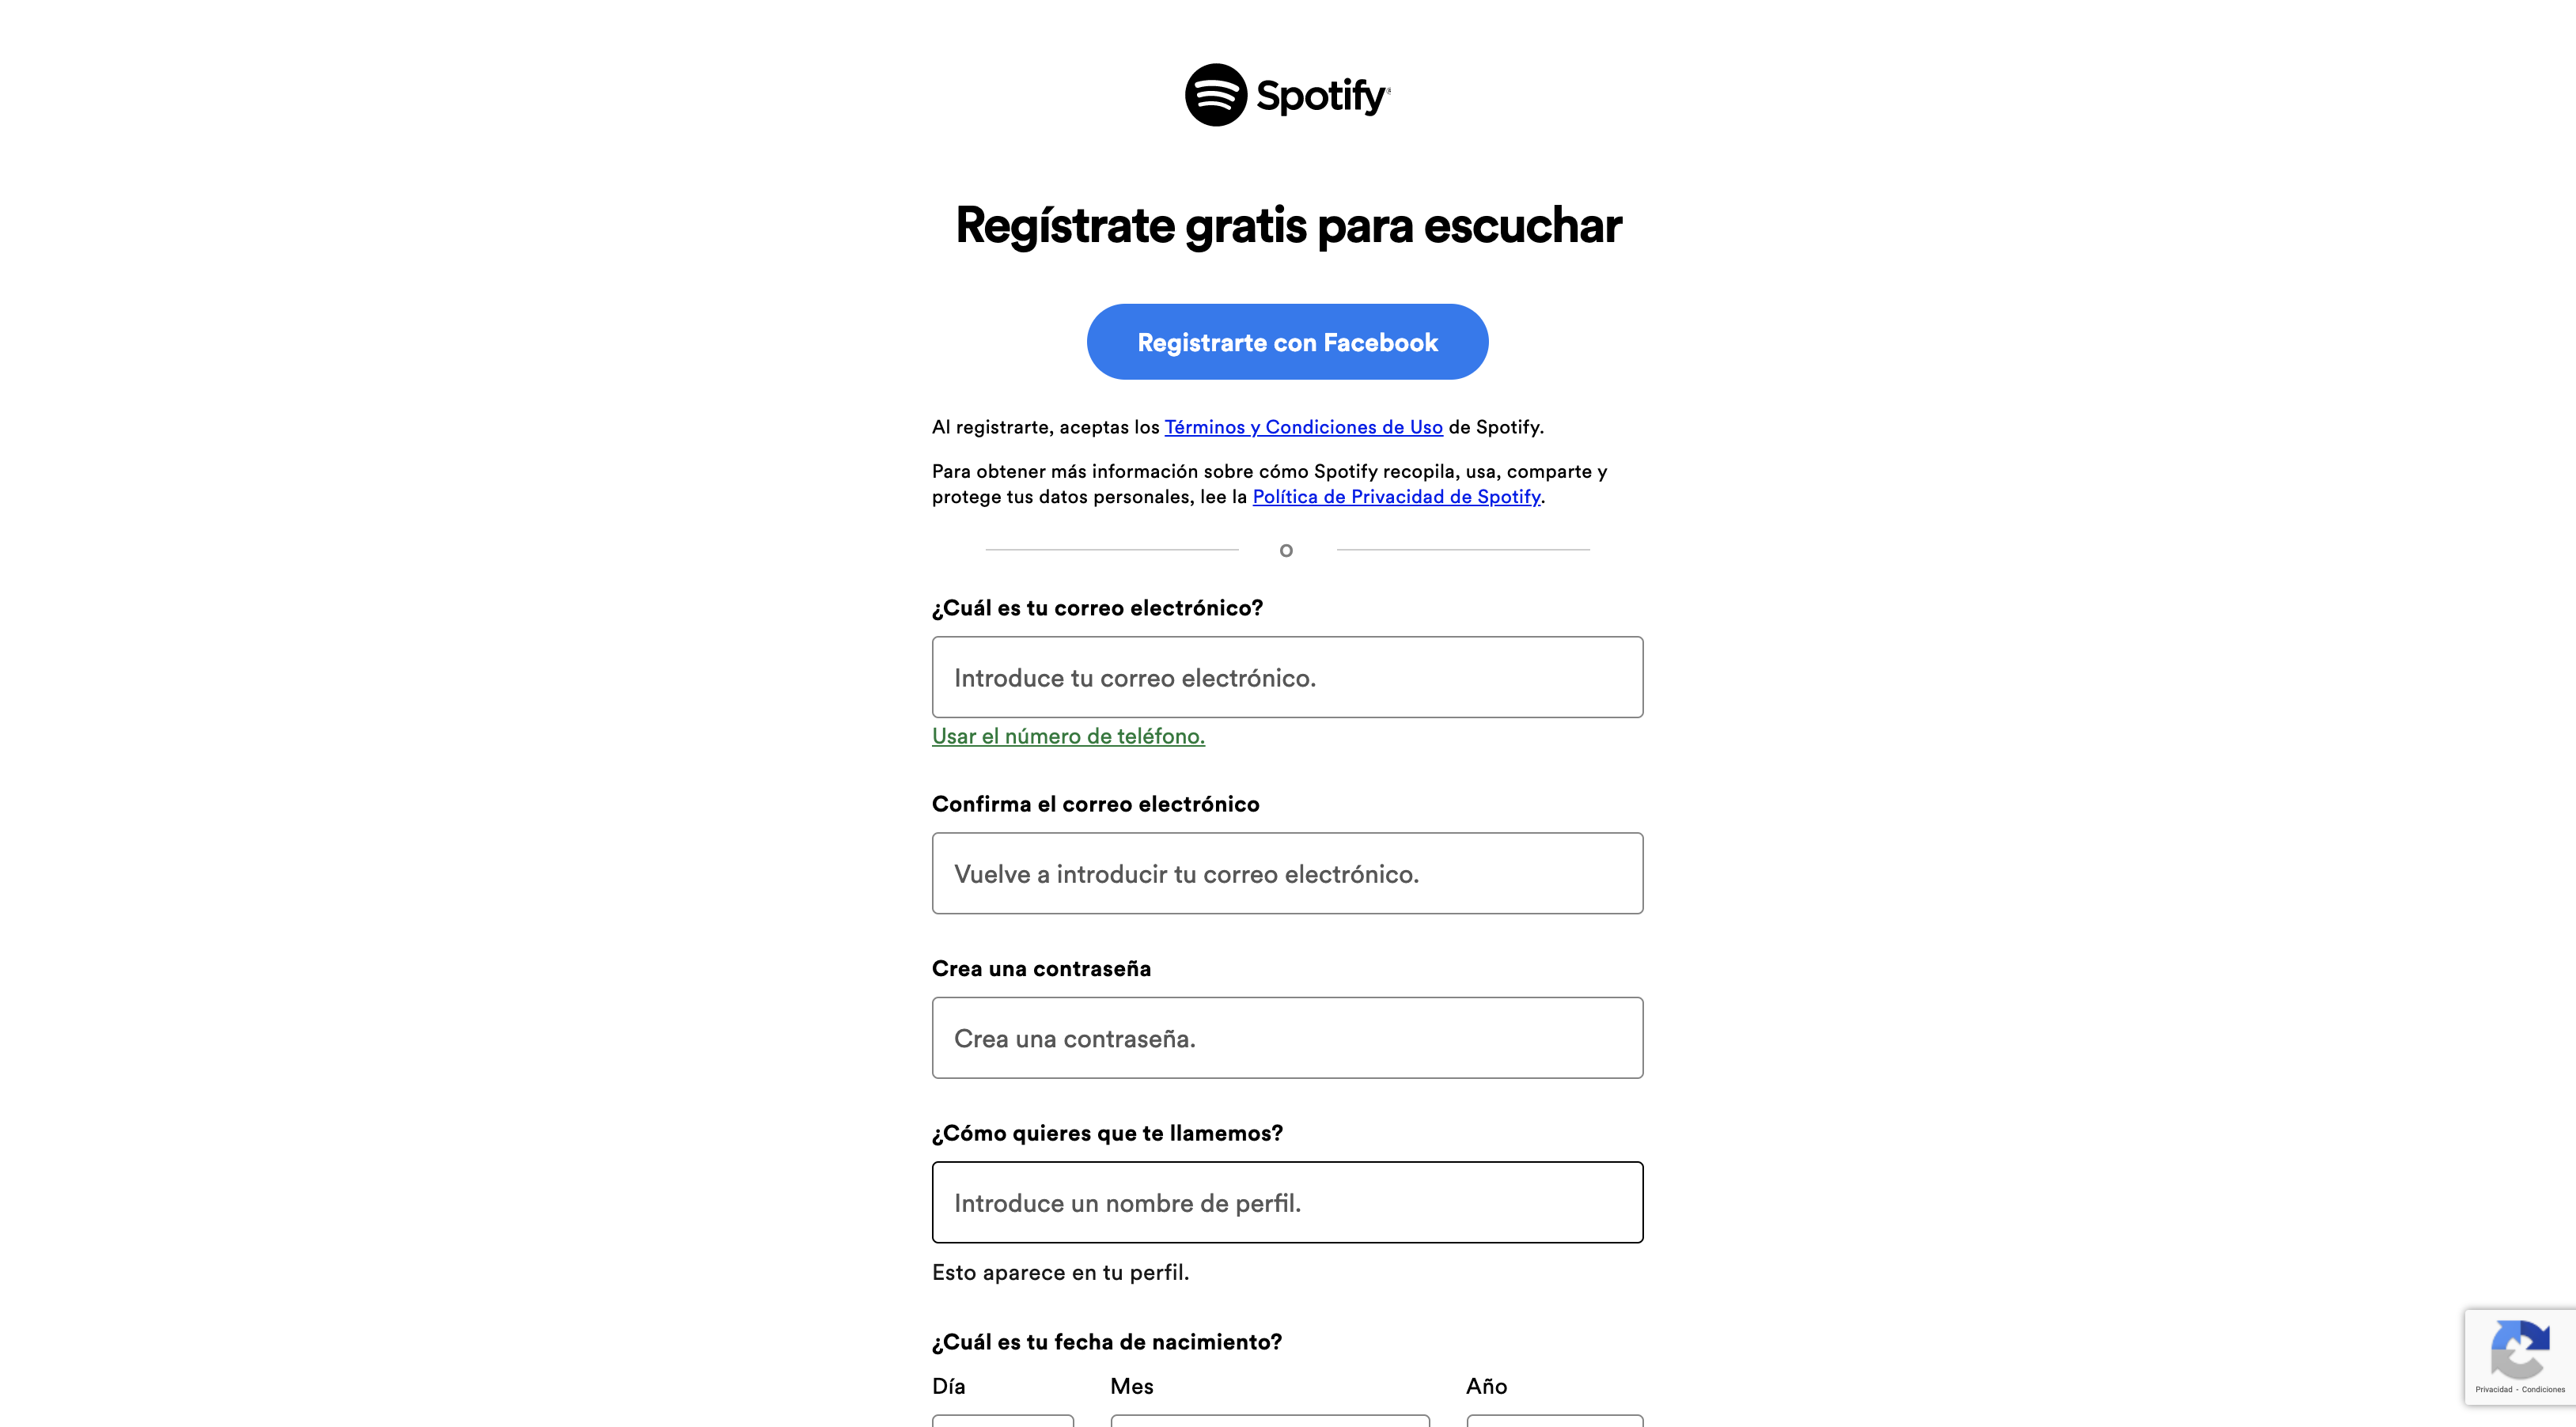 Spotify®
Regístrate gratis para escuchar
Registrarte con Facebook
Al registrarte, aceptas los Términos y Condiciones de Uso de Spotify.
Para obtener más información sobre cómo Spotify recopila, usa, comparte y
protege tus datos personales, lee la Política de Privacidad de Spotify.
o
¿Cuál es tu correo electrónico?
Introduce tu correo electrónico.
Usar el número de teléfono.
Confirma el correo electrónico
Vuelve a introducir tu correo electrónico.
Crea una contraseña
Crea una contraseña.
¿Cómo quieres que te llamemos?
Introduce un nombre de perfil.
Esto aparece en tu perfil.
¿Cuál es tu fecha de nacimiento?
Día Mes Año
Privacidad - Condiciones